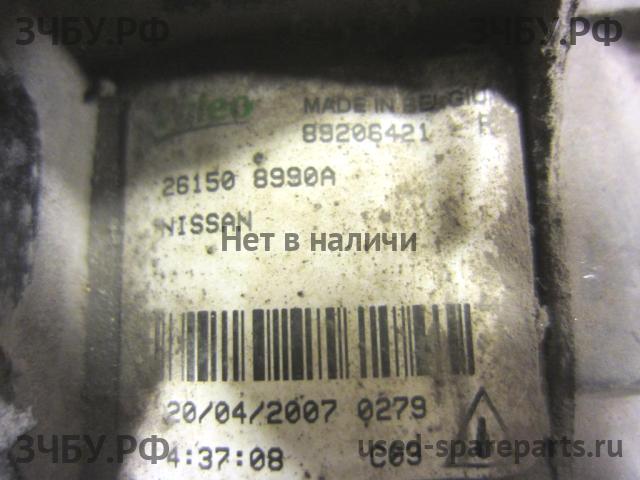 ЗЧБУ.РФ ЗЧБУ.РФ
Valeo MADE IN BELGIUM
89206421
26150 8990A
NISSAN
Нет в наличи
20/04/2007 0279
4:37:08 C69
ЗЧБУ.РФ used-spareparts.ru